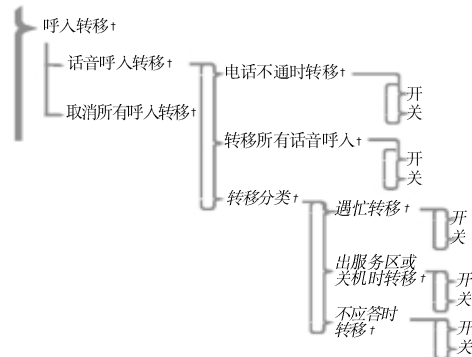 呼入转移†
话音呼入转移†
取消所有呼入转移†
电话不通时转移†
开
关
转移所有话音呼入†
开
关
转移分类†
遇忙转移†
开
关
出服务区或
关机时转移†
开
关
不应答时
转移†
开
关